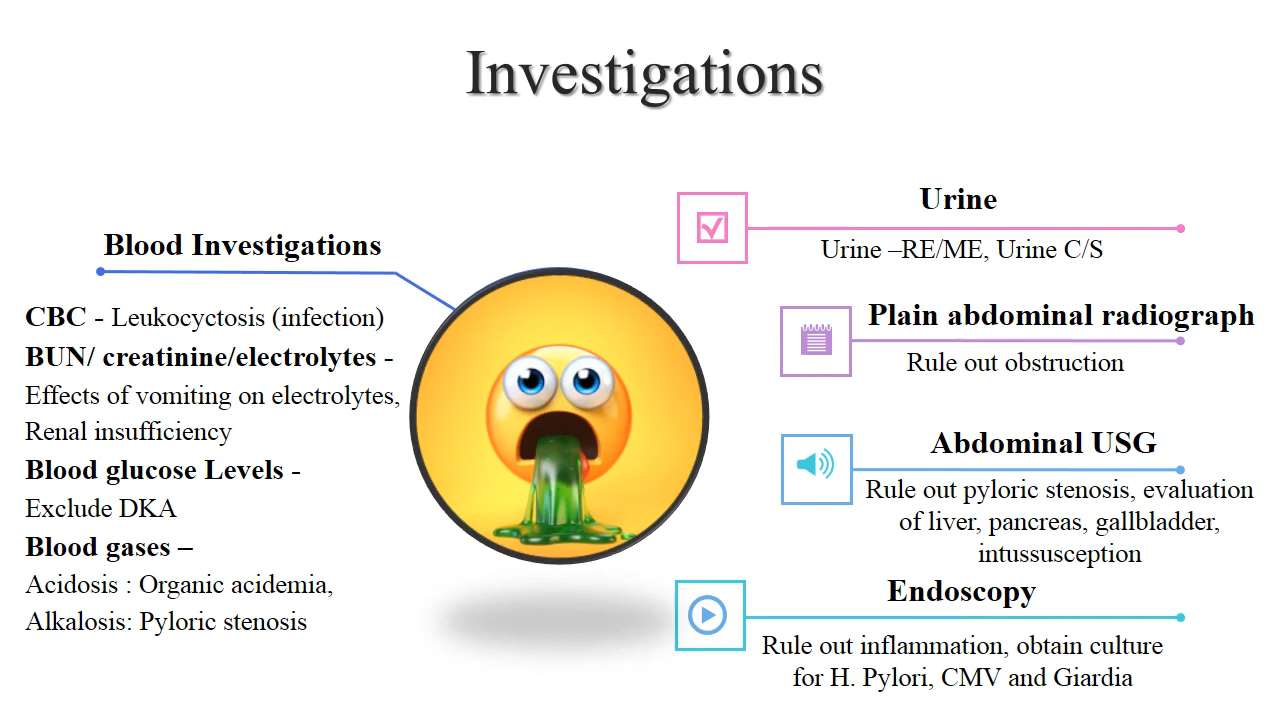 Investigations
Blood Investigations
CBC - Leukocyctosis (infection)
BUN/ creatinine/electrolytes -
Effects of vomiting on electrolytes,
Renal insufficiency
Blood glucose Levels -
Exclude DKA
Blood gases –
Acidosis : Organic acidemia,
Alkalosis: Pyloric stenosis
Urine
Urine –RE/ME, Urine C/S
Plain abdominal radiograph
Rule out obstruction
Abdominal USG
Rule out pyloric stenosis, evaluation
of liver, pancreas, gallbladder,
intussusception
Endoscopy
Rule out inflammation, obtain culture
for H. Pylori, CMV and Giardia